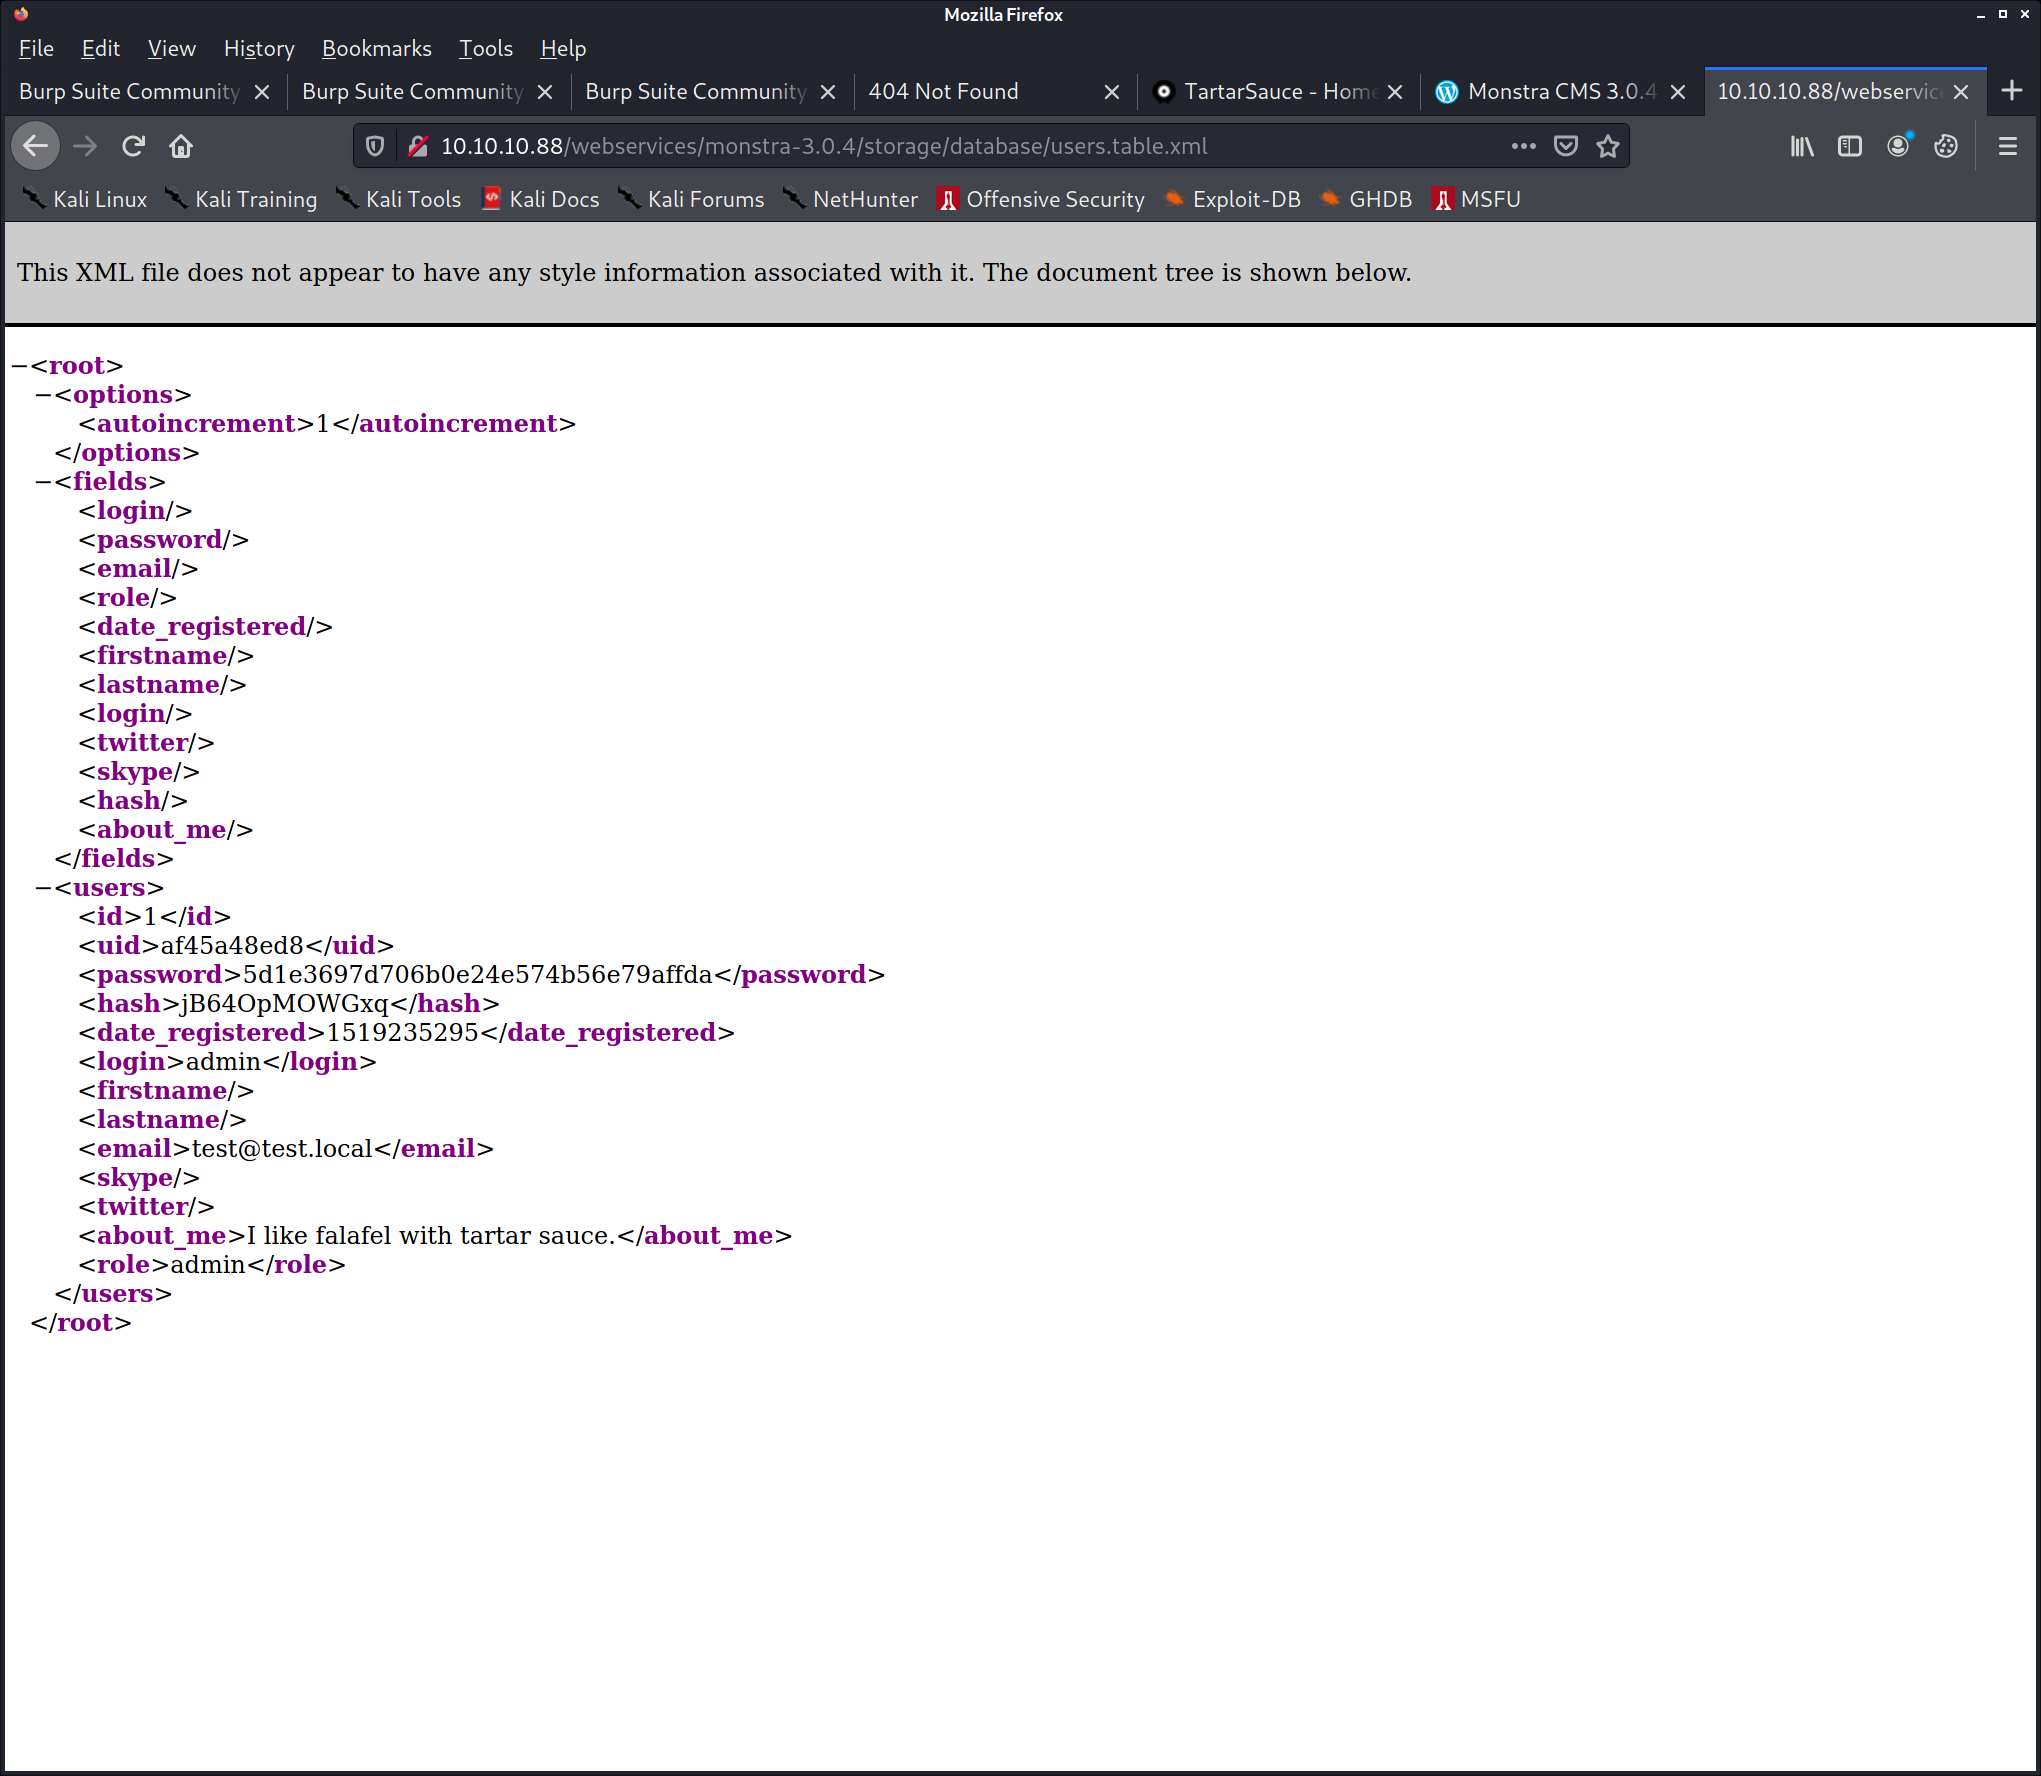 Mozilla Firefox
File Edit View History Bookmarks Tools Help
Burp Suite Community Burp Suite Community Burp Suite Community 404 Not Found TartarSauce - Home Monstra CMS 3.0.4 10.10.10.88/webservic
10.10.10.88/webservices/monstra-3.0.4/storage/database/users.table.xml
Kali Linux Kali Training Kali Tools Kali Docs Kali Forums NetHunter Offensive Security Exploit-DB GHDB MSFU
This XML file does not appear to have any style information associated with it. The document tree is shown below.
−<root>
−<options>
<autoincrement>1</autoincrement>
</options>
−<fields>
<login/>
<password/>
<email/>
<role/>
<date_registered/>
<firstname/>
<lastname/>
<login/>
<twitter/>
<skype/>
<hash/>
<about_me/>
</fields>
−<users>
<id>1</id>
<uid>af45a48ed8</uid>
<password>5d1e3697d706b0e24e574b56e79affda</password>
<hash>jB64OpMOWGxq</hash>
<date_registered>1519235295</date_registered>
<login>admin</login>
<firstname/>
<lastname/>
<email>test@test.local</email>
<skype/>
<twitter/>
<about_me>I like falafel with tartar sauce.</about_me>
<role>admin</role>
</users>
</root>